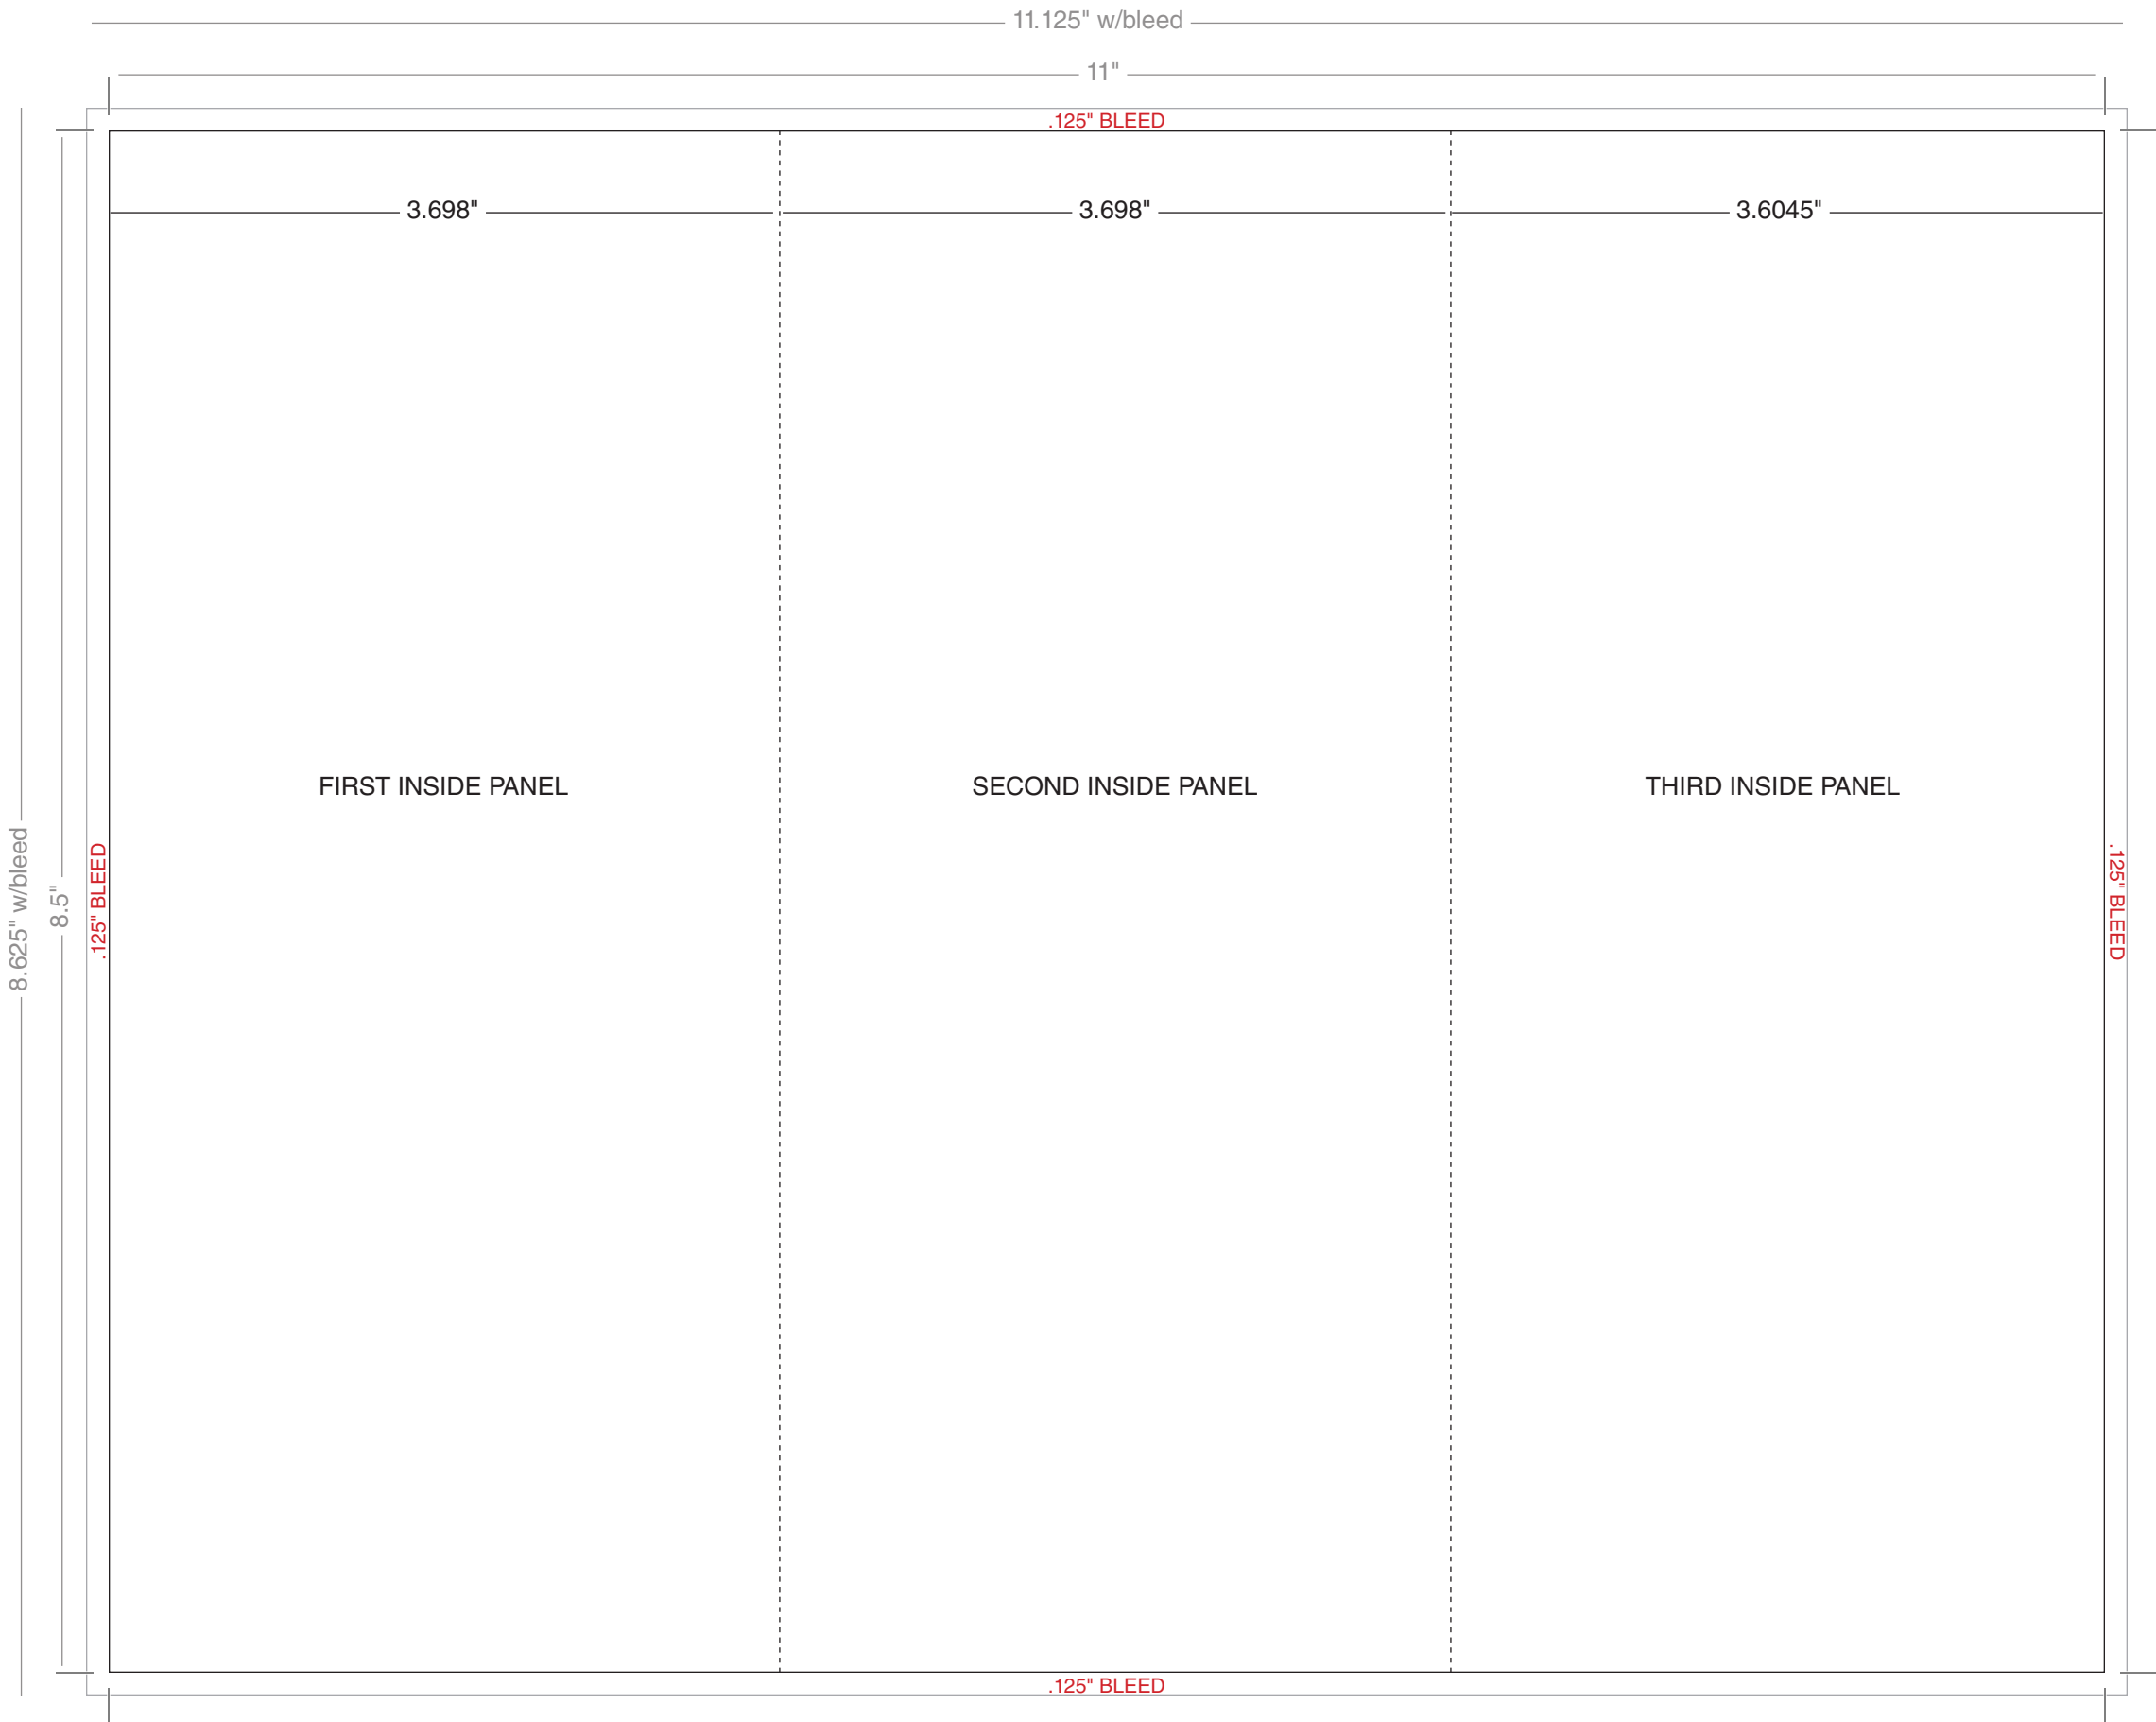 11.125" w/bleed
11"
.125" BLEED
3.698"
3.698"
3.6045"
FIRST INSIDE PANEL
SECOND INSIDE PANEL
THIRD INSIDE PANEL
8.625" w/bleed
8.5"
.125" BLEED
.125" BLEED
.125" BLEED